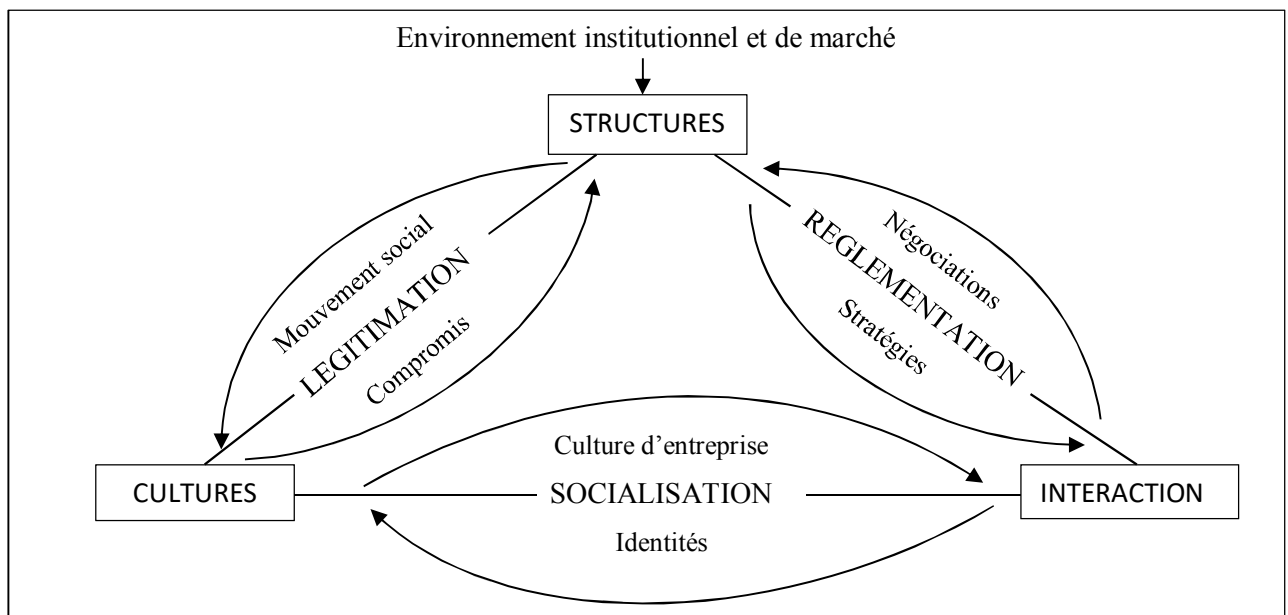 Environnement institutionnel et de marché
STRUCTURES
Mouvement social
LEGITIMATION
Compromis
Négociations
REGLEMENTATION
Stratégies
Culture d’entreprise
CULTURES
SOCIALISATION
INTERACTION
Identités